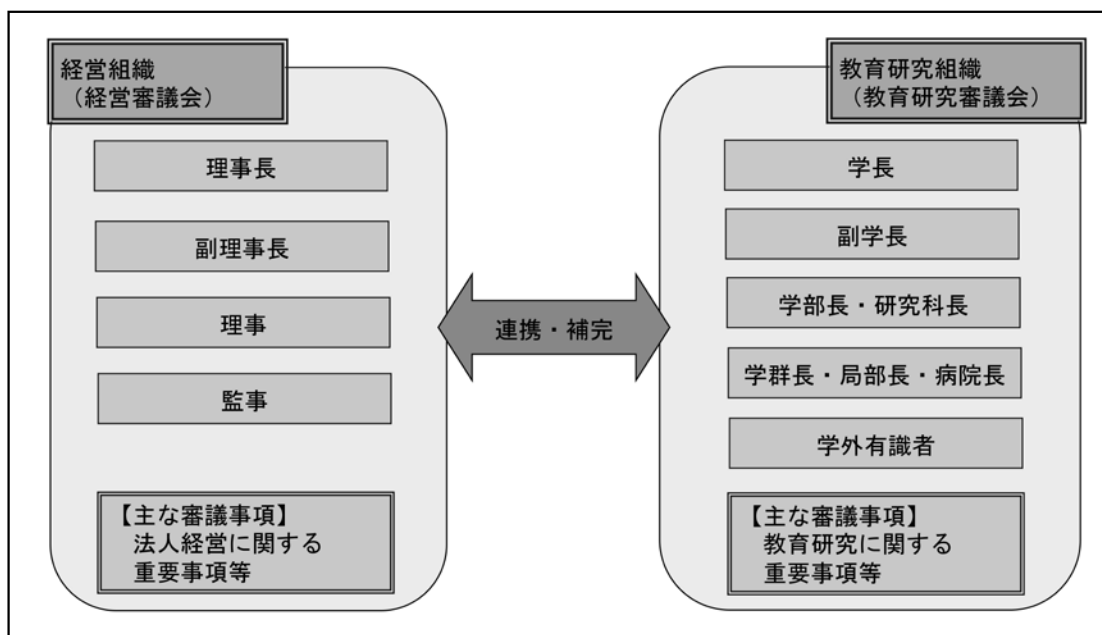 経営組織
（経営審議会）
理事長
副理事長
理事
監事
【主な審議事項】
法人経営に関する
重要事項等
連携・補完
教育研究組織
（教育研究審議会）
学長
副学長
学部長・研究科長
学群長・局部長・病院長
学外有識者
【主な審議事項】
教育研究に関する
重要事項等